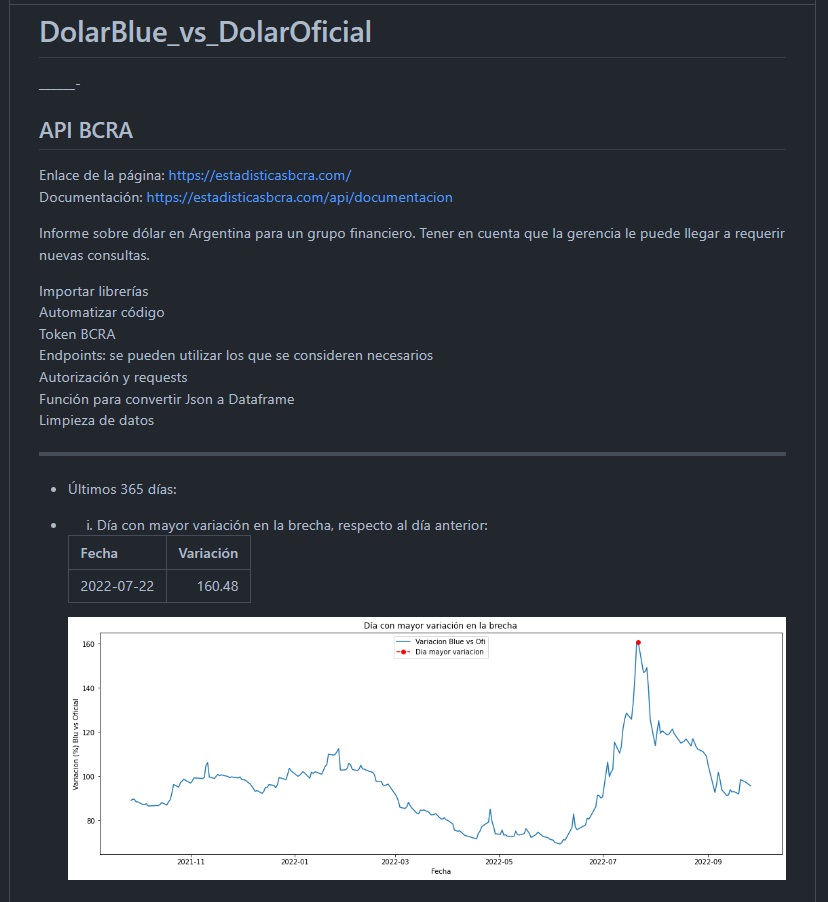 DolarBlue_vs_DolarOficial
_____-
API BCRA
Enlace de la página: https://estadisticasbcra.com/
Documentación: https://estadisticasbcra.com/api/documentacion
Informe sobre dólar en Argentina para un grupo financiero. Tener en cuenta que la gerencia le puede llegar a requerir
nuevas consultas.
Importar librerías
Automatizar código
Token BCRA
Endpoints: se pueden utilizar los que se consideren necesarios
Autorización y requests
Función para convertir Json a Dataframe
Limpieza de datos
• Últimos 365 días:
• i. Día con mayor variación en la brecha, respecto al día anterior:
Fecha Variación
2022-07-22 160.48
Día con mayor variación en la brecha
Variacion Blue vs Ofi
Dia mayor variacion
Variacion (%) Blu vs Oficial
160
140
120
100
80
2021-11 2022-01 2022-03 2022-05 2022-07 2022-09
Fecha